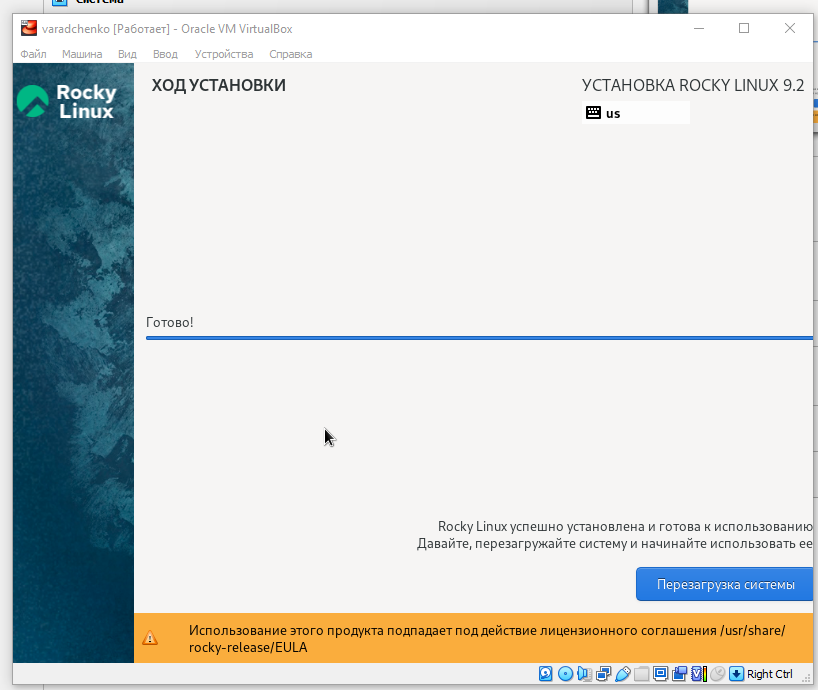 Система
varadchenko [Работает] - Oracle VM VirtualBox
Файл Машина Вид Ввод Устройства Справка
Rocky
Linux
ХОД УСТАНОВКИ
УСТАНОВКА ROCKY LINUX 9.2
us
Готово!
Rocky Linux успешно установлена и готова к использованию
Давайте, перезагружайте систему и начинайте использовать ее
Перезагрузка системы
Использование этого продукта подпадает под действие лицензионного соглашения /usr/share/
rocky-release/EULA
Right Ctrl